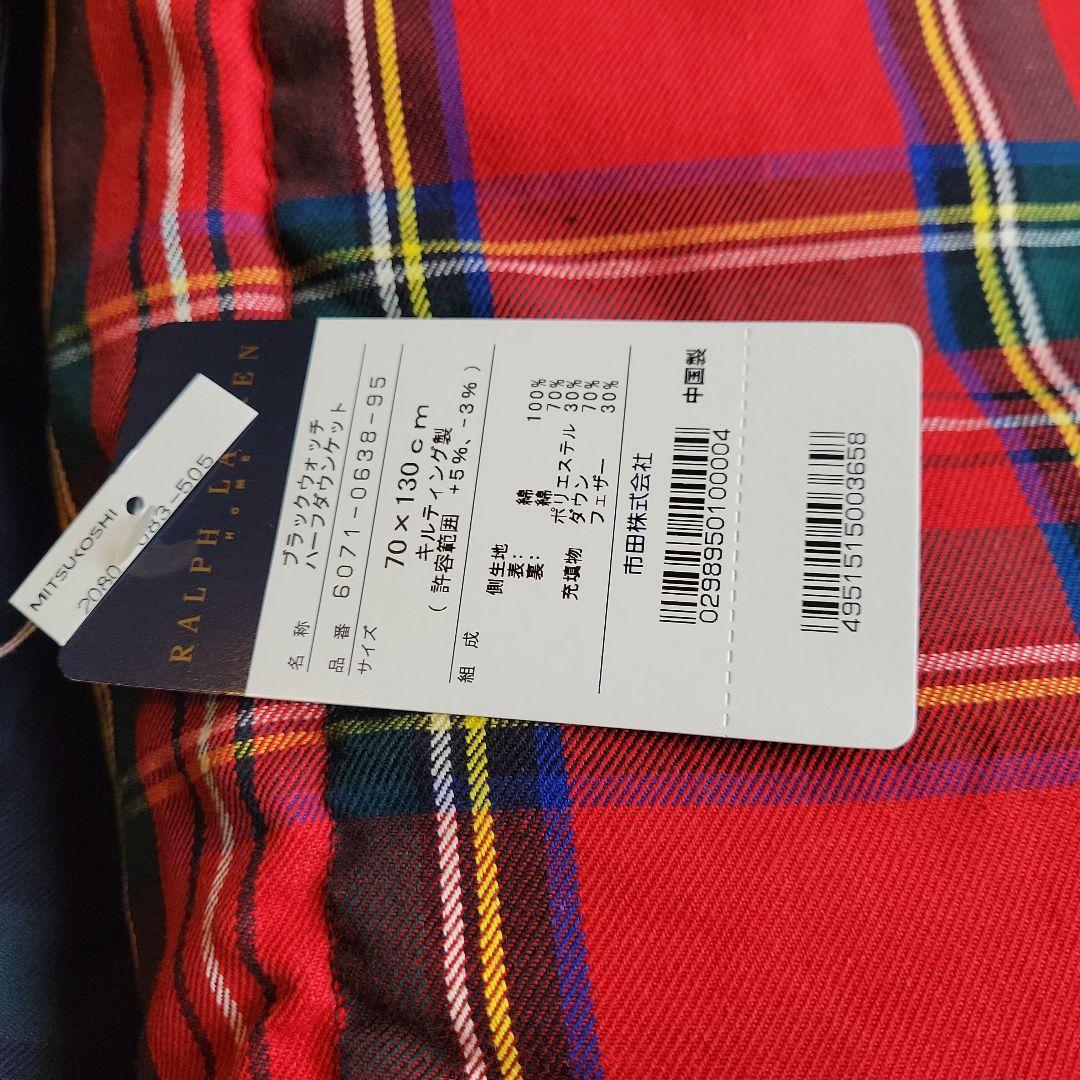 MITSUKOSHI
2080
083-505
RALPH LAUREN
HOME
名 称
ブラックウォッチ
ハーフダウンケット
品 番 6071-0638-95
サイズ
70×130cm
キルティング製
(許容範囲 +5%、-3%)
組 成
側生地
表: 綿 100%
裏: 綿 70%
ポリエステル 30%
充填物 ダウン 70%
フェザー 30%
市田株式会社
中国製
0298950100004
4951515003658